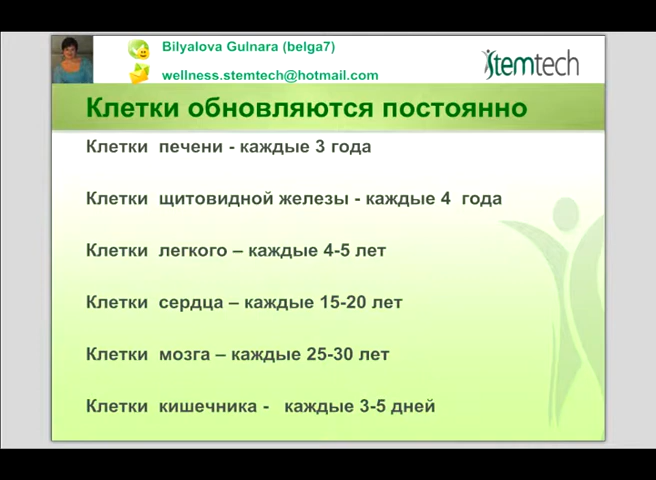 Bilyalova Gulnara (belga7)
wellness.stemtech@hotmail.com
Stemtech
Клетки обновляются постоянно
Клетки печени - каждые 3 года
Клетки щитовидной железы - каждые 4 года
Клетки легкого – каждые 4-5 лет
Клетки сердца – каждые 15-20 лет
Клетки мозга – каждые 25-30 лет
Клетки кишечника - каждые 3-5 дней